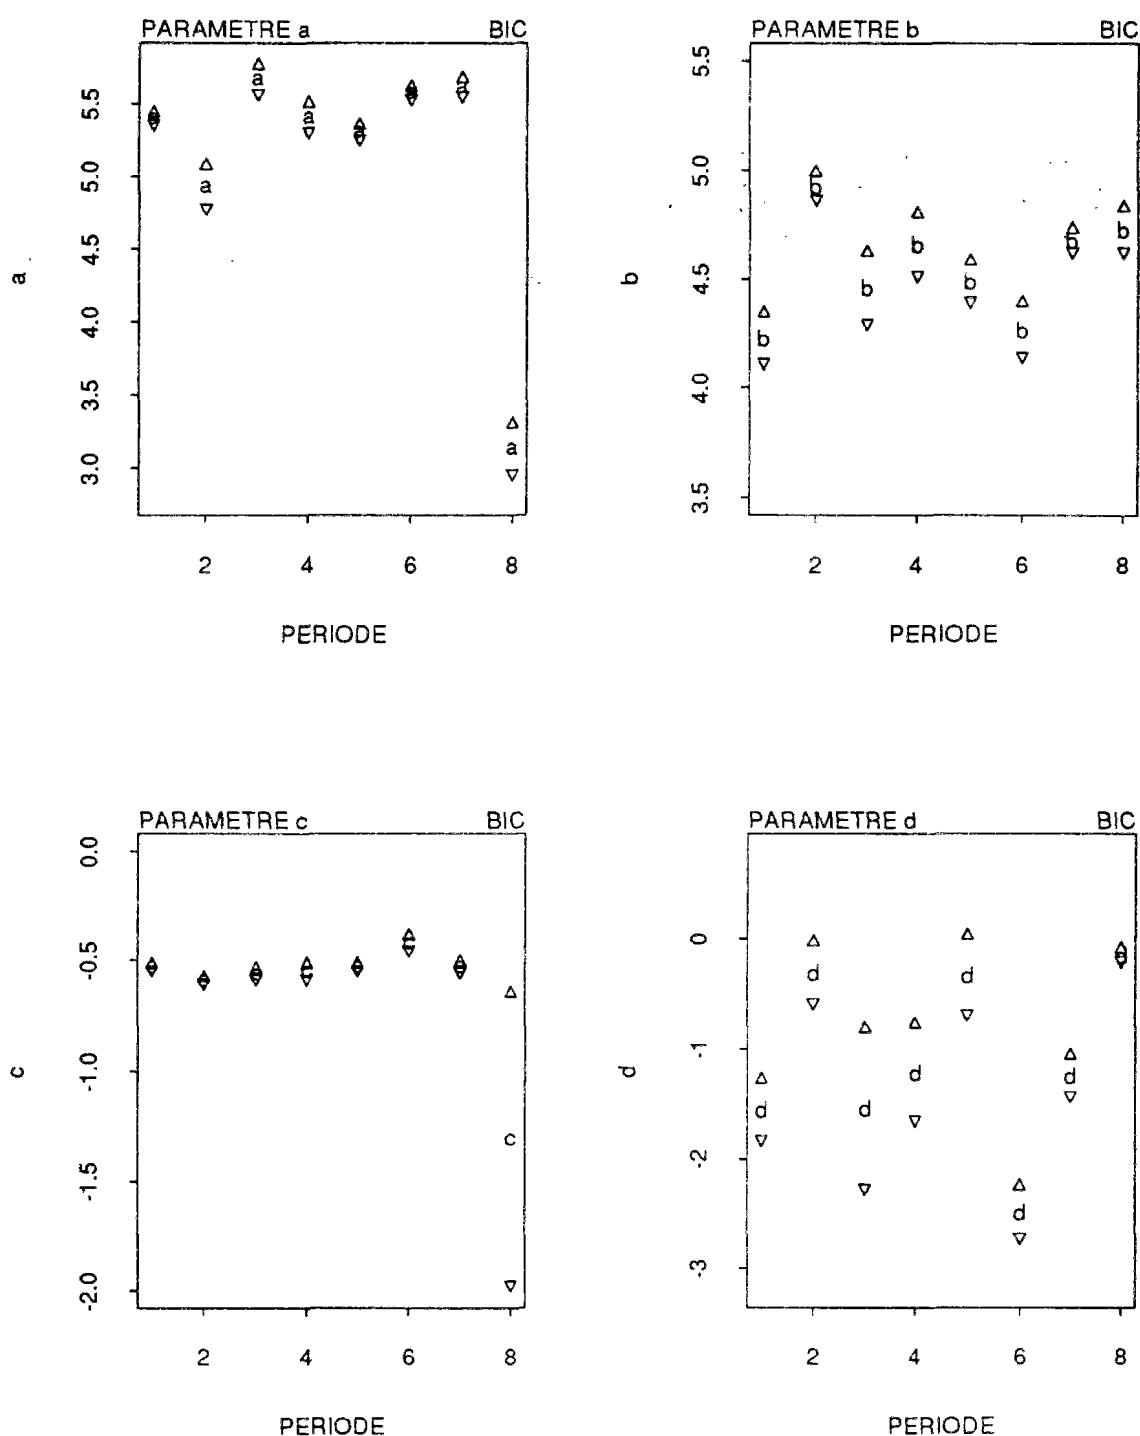 PARAMETRE a BIC
5.5
5.0
4.5
4.0
3.5
3.0
a
a a a a a a a a
2 4 6 8
PERIODE
PARAMETRE b BIC
5.5
5.0
4.5
4.0
3.5
b
b b b b b b b b
2 4 6 8
PERIODE
PARAMETRE c BIC
0.0
-0.5
-1.0
-1.5
-2.0
c
c
2 4 6 8
PERIODE
PARAMETRE d BIC
0
-1
-2
-3
d
d d d d d d d
2 4 6 8
PERIODE